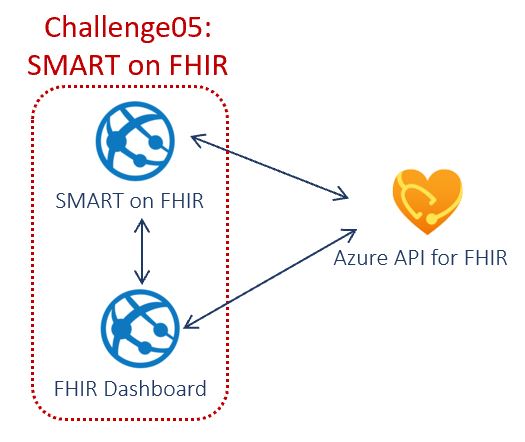 Challenge05:
SMART on FHIR
SMART on FHIR
Azure API for FHIR
FHIR Dashboard